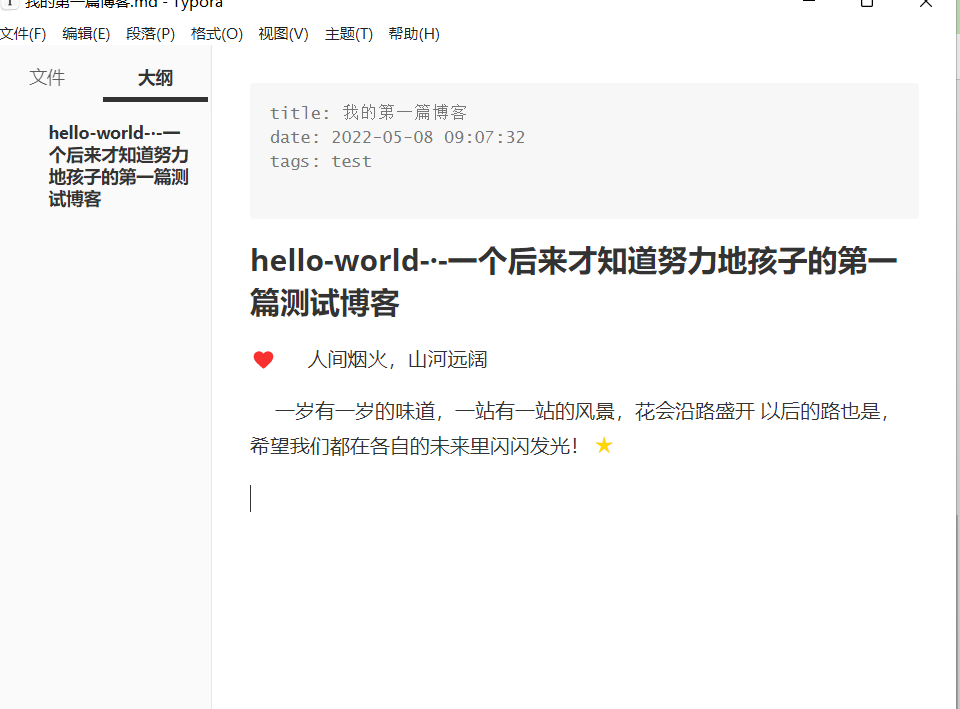 我的第一篇博客.md - Typora
文件(F) 编辑(E) 段落(P) 格式(O) 视图(V) 主题(T) 帮助(H)
文件 大纲
hello-world-·-一
个后来才知道努力
地孩子的第一篇测
试博客
title: 我的第一篇博客
date: 2022-05-08 09:07:32
tags: test
hello-world-·-一个后来才知道努力地孩子的第一
篇测试博客
人间烟火，山河远阔
一岁有一岁的味道，一站有一站的风景，花会沿路盛开 以后的路也是，
希望我们都在各自的未来里闪闪发光！